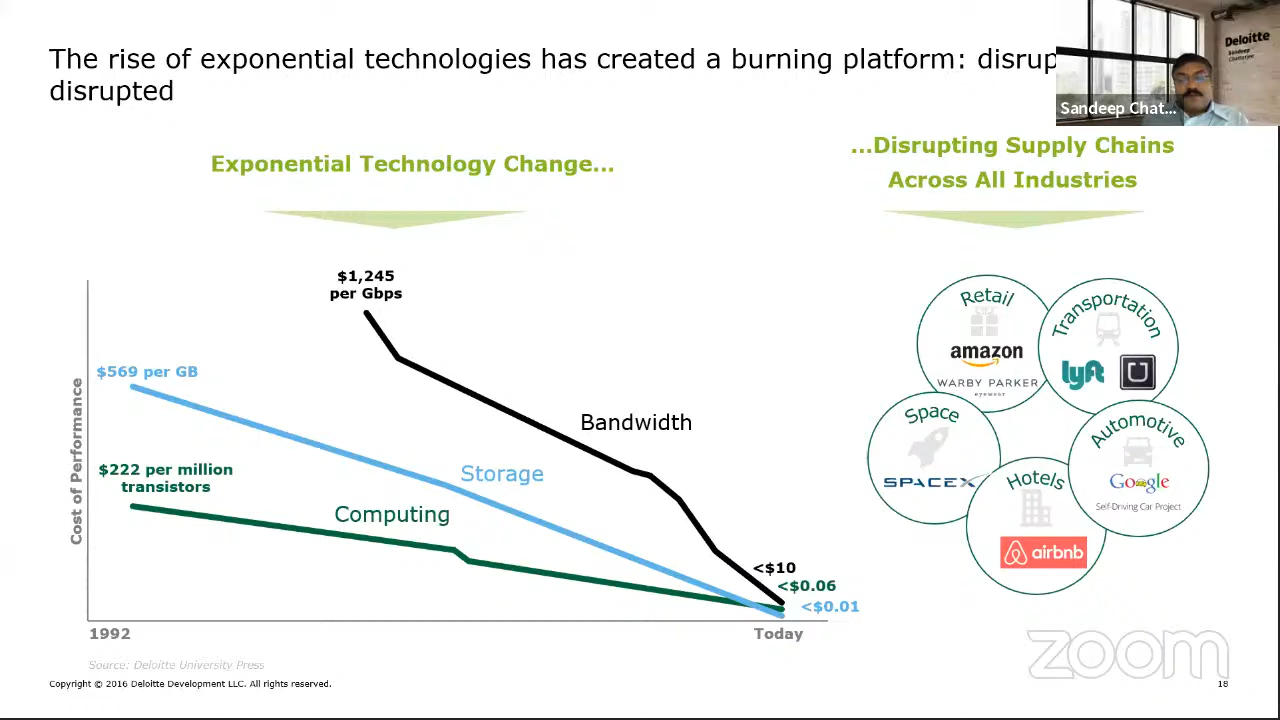 The rise of exponential technologies has created a burning platform: disrup
disrupted
Deloitte
Sandeep
Chatterjee
Sandeep Chat...
Exponential Technology Change...
...Disrupting Supply Chains
Across All Industries
$1,245
per Gbps
$569 per GB
$222 per million
transistors
Cost of Performance
Bandwidth
Storage
Computing
<$10
<$0.06
<$0.01
1992
Today
Retail
amazon
WARBY PARKER
eyewear
Transportation
lyft
U
Space
SPACEX
Automotive
Google
Self-Driving Car Project
Hotels
airbnb
Source: Deloitte University Press
Copyright © 2016 Deloitte Development LLC. All rights reserved.
zoom
18